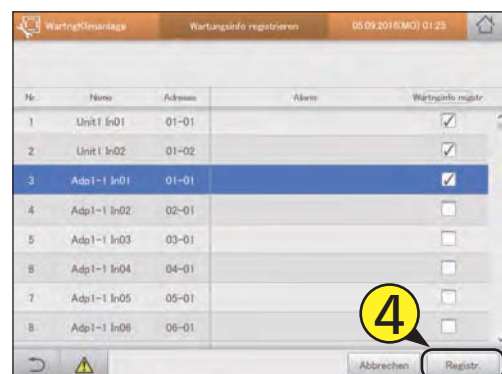 WartngKlimanlage Wartungsinfo registrieren 05.09.2016(MO) 01:25
Nr. Name Adresse Alarm Wartngsinfo registr
1 Unit1 In01 01-01
2 Unit1 In02 01-02
3 Adp1-1 In01 01-01
4 Adp1-1 In02 02-01
5 Adp1-1 In03 03-01
6 Adp1-1 In04 04-01
7 Adp1-1 In05 05-01
8 Adp1-1 In06 06-01
4
Abbrechen Registr.